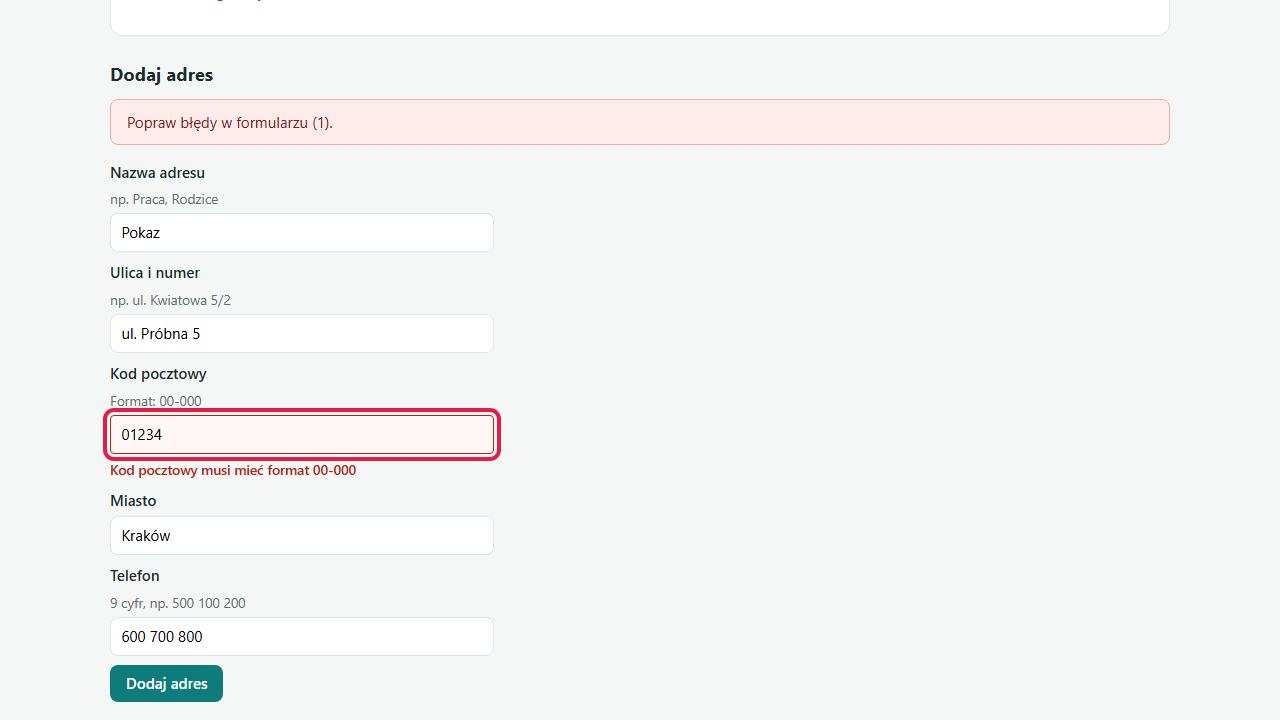 Dodaj adres
Popraw błędy w formularzu (1).
Nazwa adresu
np. Praca, Rodzice
Pokaz
Ulica i numer
np. ul. Kwiatowa 5/2
ul. Próbna 5
Kod pocztowy
Format: 00-000
01234
Kod pocztowy musi mieć format 00-000
Miasto
Kraków
Telefon
9 cyfr, np. 500 100 200
600 700 800
Dodaj adres